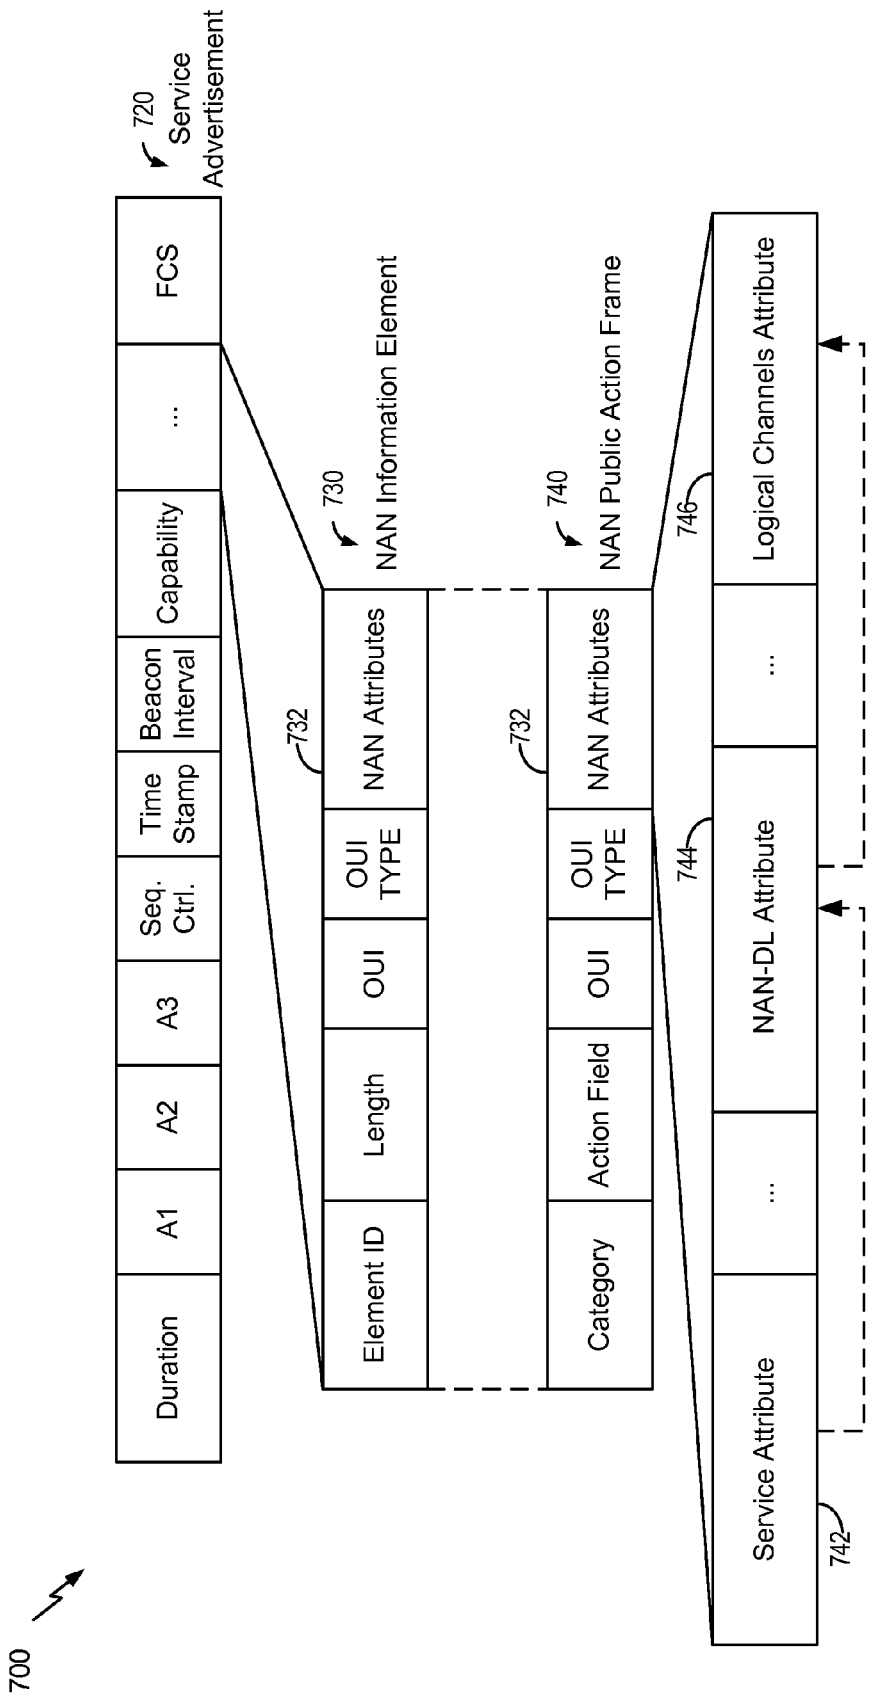 700
720
Service
Advertisement
Duration
A1
A2
A3
Seq.
Ctrl.
Time
Stamp
Beacon
Interval
Capability
...
FCS
730
NAN Information Element
732
Element ID
Length
OUI
OUI
TYPE
NAN Attributes
740
NAN Public Action Frame
732
Category
Action Field
OUI
OUI
TYPE
NAN Attributes
744
746
Service Attribute
...
NAN-DL Attribute
...
Logical Channels Attribute
742